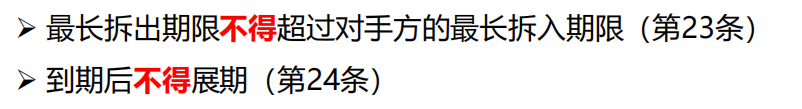 ➢ 最长拆出期限不得超过对手方的最长拆入期限（第23条）
➢ 到期后不得展期（第24条）